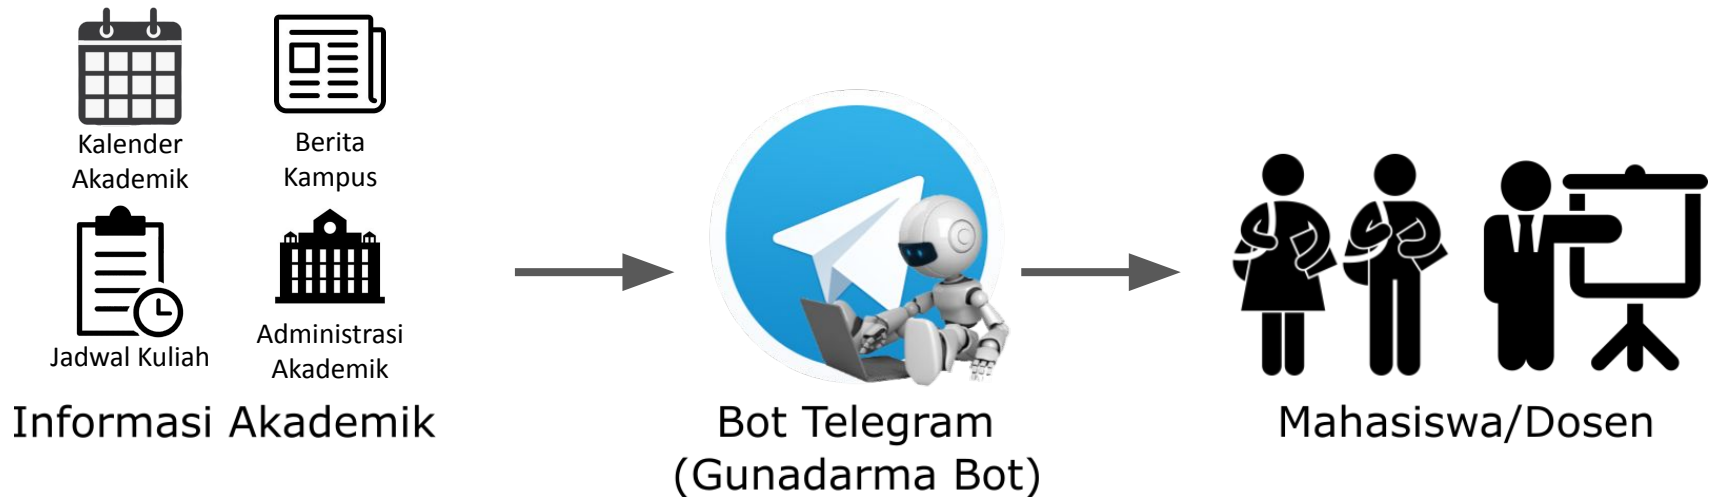 Kalender
Akademik
Berita
Kampus
Jadwal Kuliah
Administrasi
Akademik
Informasi Akademik
Bot Telegram
(Gunadarma Bot)
Mahasiswa/Dosen